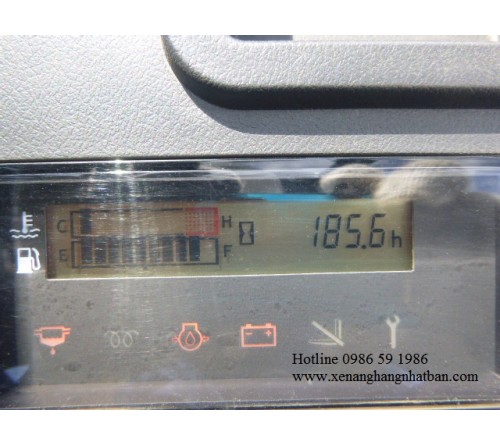 C H 185.6h
E F
Hotline 0986 59 1986
www.xenanghangnhatban.com